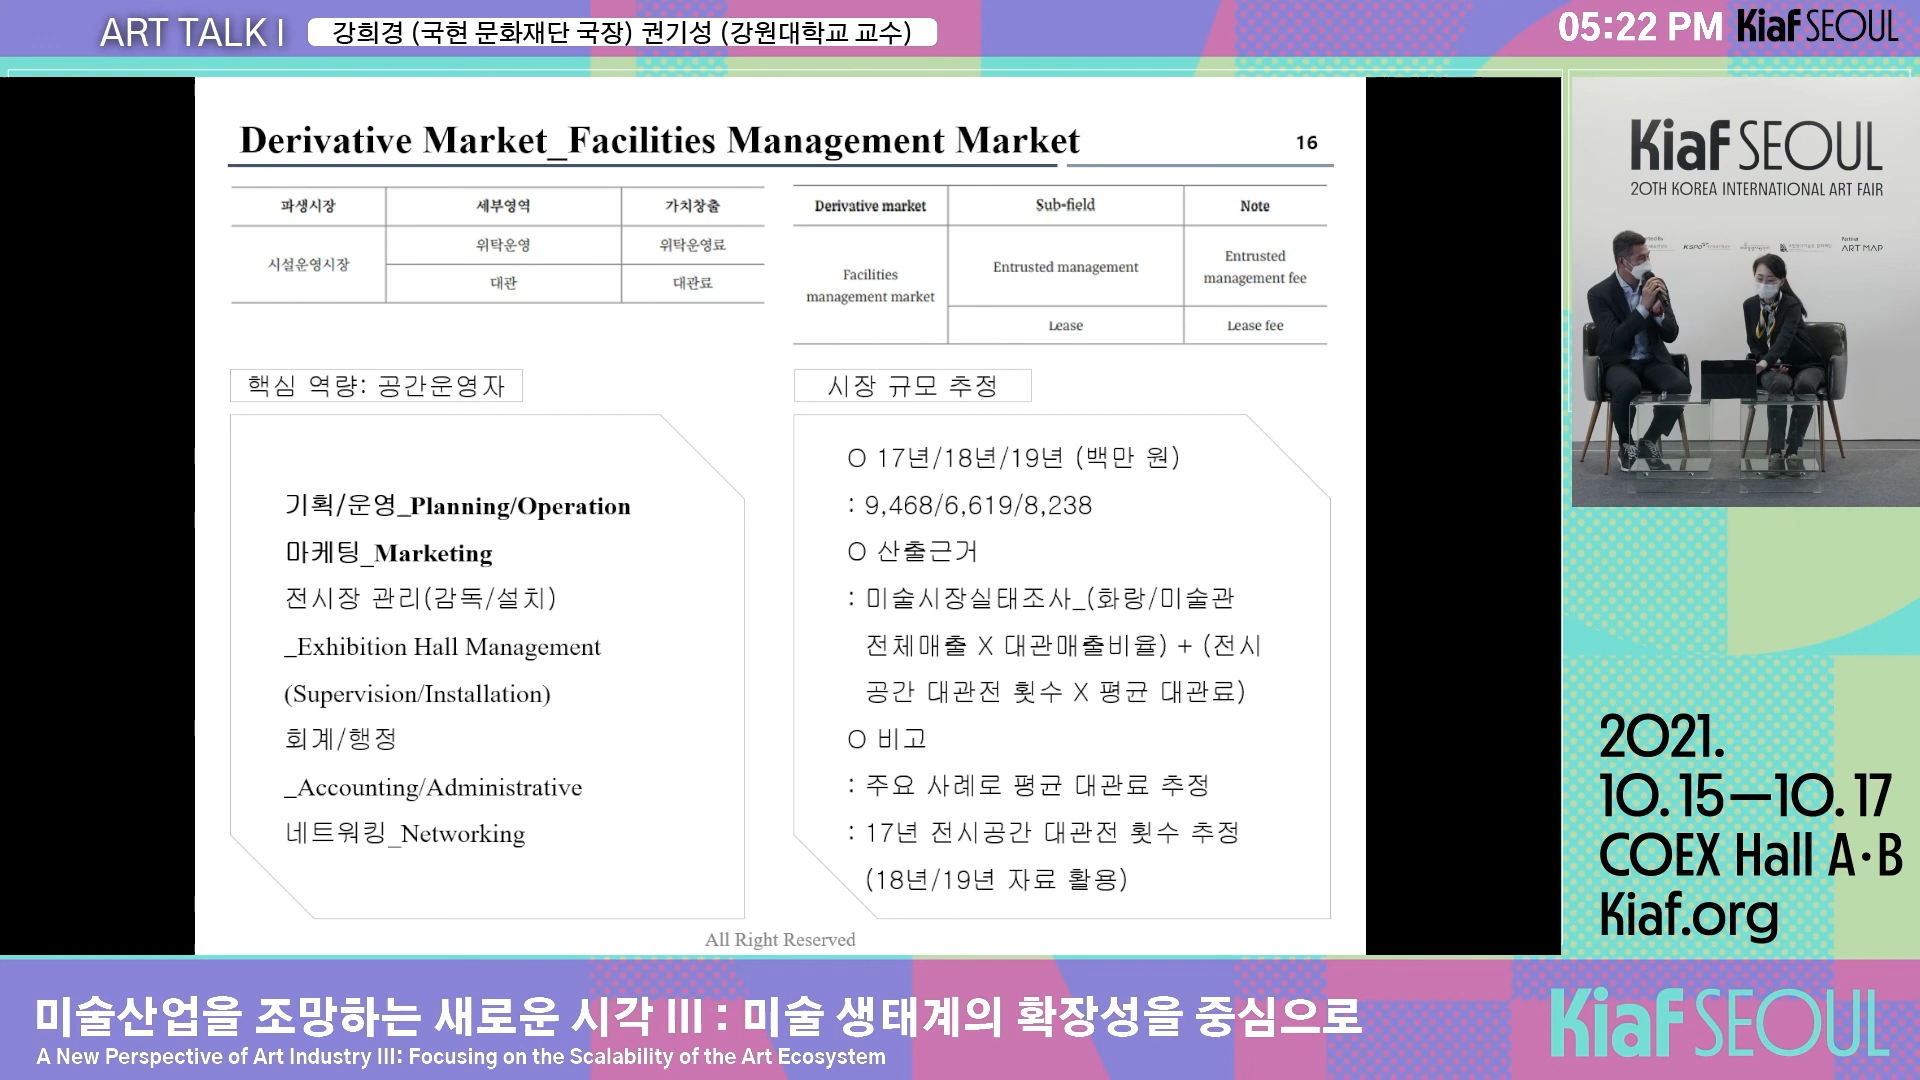 ART TALK I
강희경 (국현 문화재단 국장) 권기성 (강원대학교 교수)
05:22 PM Kiaf SEOUL
Derivative Market_Facilities Management Market
16
파생시장 세부영역 가치창출
시설운영시장 위탁운영 위탁운영료
대관 대관료
Derivative market Sub-field Note
Facilities management market Entrusted management Entrusted management fee
Lease Lease fee
핵심 역량: 공간운영자
기획/운영_Planning/Operation
마케팅_Marketing
전시장 관리(감독/설치)
_Exhibition Hall Management
(Supervision/Installation)
회계/행정
_Accounting/Administrative
네트워킹_Networking
시장 규모 추정
O 17년/18년/19년 (백만 원)
: 9,468/6,619/8,238
O 산출근거
: 미술시장실태조사_(화랑/미술관
전체매출 X 대관매출비율) + (전시
공간 대관전 횟수 X 평균 대관료)
O 비고
: 주요 사례로 평균 대관료 추정
: 17년 전시공간 대관전 횟수 추정
(18년/19년 자료 활용)
All Right Reserved
Kiaf SEOUL
20TH KOREA INTERNATIONAL ART FAIR
Partner
ART MAP
2021.
10.15—10.17
COEX Hall A·B
Kiaf.org
미술산업을 조망하는 새로운 시각 III : 미술 생태계의 확장성을 중심으로
A New Perspective of Art Industry III: Focusing on the Scalability of the Art Ecosystem
Kiaf SEOUL